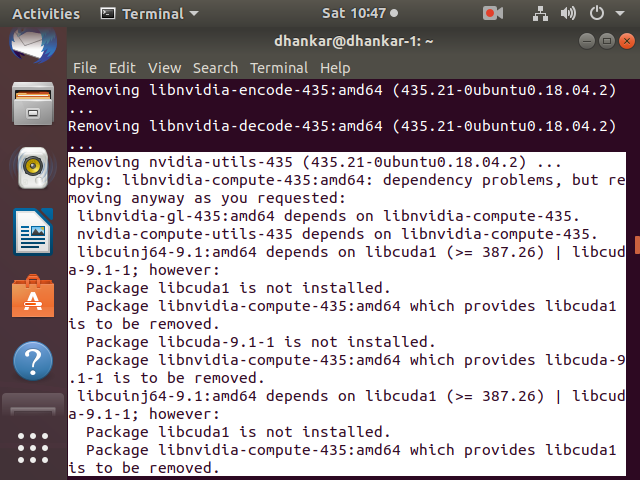 Activities
Terminal
Sat 10:47
dhankar@dhankar-1: ~
File Edit View Search Terminal Help
Removing libnvidia-encode-435:amd64 (435.21-0ubuntu0.18.04.2)
...
Removing libnvidia-decode-435:amd64 (435.21-0ubuntu0.18.04.2)
...
Removing nvidia-utils-435 (435.21-0ubuntu0.18.04.2) ...
dpkg: libnvidia-compute-435:amd64: dependency problems, but re
moving anyway as you requested:
 libnvidia-gl-435:amd64 depends on libnvidia-compute-435.
 nvidia-compute-utils-435 depends on libnvidia-compute-435.
 libcuinj64-9.1:amd64 depends on libcuda1 (>= 387.26) | libcud
a-9.1-1; however:
  Package libcuda1 is not installed.
  Package libnvidia-compute-435:amd64 which provides libcuda1
is to be removed.
  Package libcuda-9.1-1 is not installed.
  Package libnvidia-compute-435:amd64 which provides libcuda-9
.1-1 is to be removed.
 libcuinj64-9.1:amd64 depends on libcuda1 (>= 387.26) | libcud
a-9.1-1; however:
  Package libcuda1 is not installed.
  Package libnvidia-compute-435:amd64 which provides libcuda1
is to be removed.